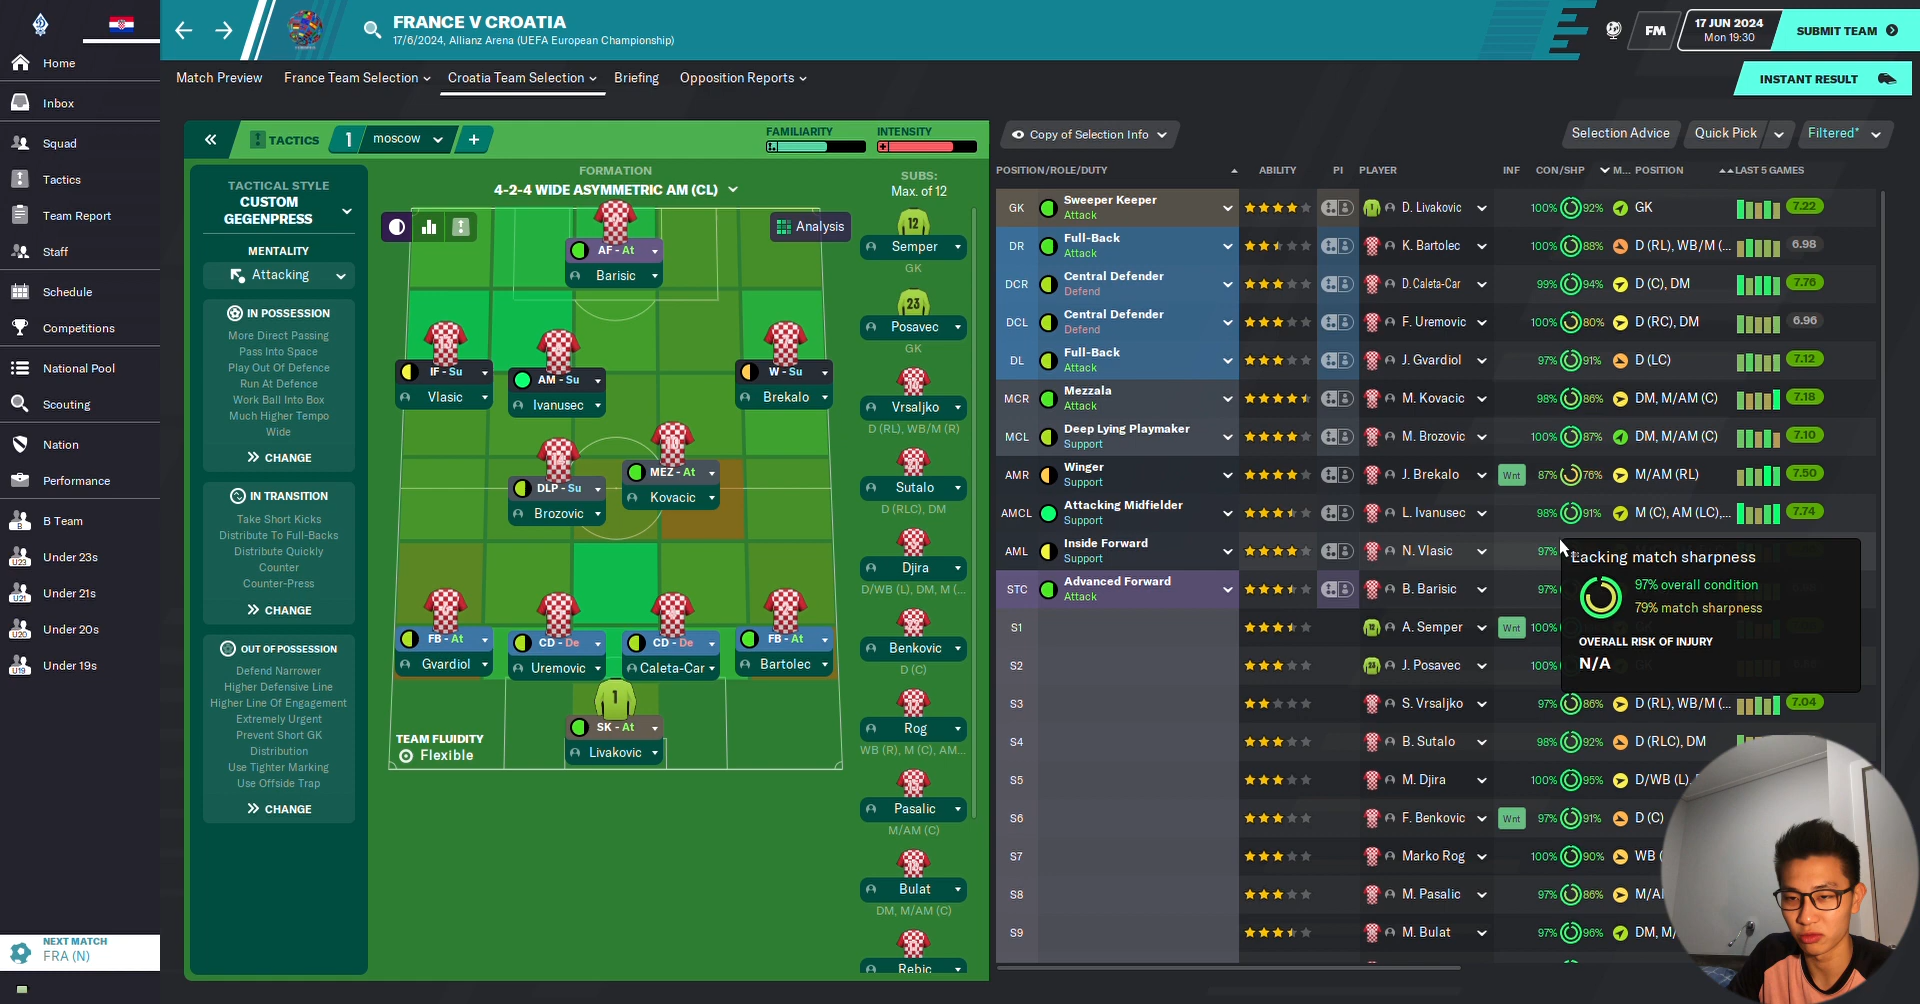 FRANCE V CROATIA
17/6/2024, Allianz Arena (UEFA European Championship)
FM
17 JUN 2024
Mon 19:30
SUBMIT TEAM
Match Preview
France Team Selection
Croatia Team Selection
Briefing
Opposition Reports
INSTANT RESULT
Home
Inbox
Squad
Tactics
Team Report
Staff
Schedule
Competitions
National Pool
Scouting
Nation
Performance
B Team
Under 23s
Under 21s
Under 20s
Under 19s
NEXT MATCH
FRA (N)
TACTICS
1
moscow
FAMILIARITY
INTENSITY
TACTICAL STYLE
CUSTOM
GEGENPRESS
MENTALITY
Attacking
IN POSSESSION
More Direct Passing
Pass Into Space
Play Out Of Defence
Run At Defence
Work Ball Into Box
Much Higher Tempo
Wide
CHANGE
IN TRANSITION
Take Short Kicks
Distribute To Full-Backs
Distribute Quickly
Counter
Counter-Press
CHANGE
OUT OF POSSESSION
Defend Narrower
Higher Defensive Line
Higher Line Of Engagement
Extremely Urgent
Prevent Short GK
Distribution
Use Tighter Marking
Use Offside Trap
CHANGE
FORMATION
4-2-4 WIDE ASYMMETRIC AM (CL)
Analysis
AF - At
Barisic
IF - Su
Vlasic
AM - Su
Ivanusec
W - Su
Brekalo
DLP - Su
Brozovic
MEZ - At
Kovacic
FB - At
Gvardiol
CD - De
Uremovic
CD - De
Caleta-Car
FB - At
Bartolec
1
SK - At
Livakovic
TEAM FLUIDITY
Flexible
SUBS:
Max. of 12
12
Semper
GK
23
Posavec
GK
Vrsaljko
D (RL), WB/M (R)
Sutalo
D (RLC), DM
Djira
D/WB (L), DM, M (...
Benkovic
D (C)
Rog
WB (R), M (C), AM...
Pasalic
M/AM (C)
Bulat
DM, M/AM (C)
Rebic
Copy of Selection Info
Selection Advice
Quick Pick
Filtered*
POSITION/ROLE/DUTY ABILITY PI PLAYER INF CON/SHP M... POSITION LAST 5 GAMES
GK Sweeper Keeper Attack D. Livakovic 100% 92% GK 7.22
DR Full-Back Attack K. Bartolec 100% 88% D (RL), WB/M (... 6.98
DCR Central Defender Defend D. Caleta-Car 99% 94% D (C), DM 7.76
DCL Central Defender Defend F. Uremovic 100% 80% D (RC), DM 6.96
DL Full-Back Attack J. Gvardiol 97% 91% D (LC) 7.12
MCR Mezzala Attack M. Kovacic 98% 86% DM, M/AM (C) 7.18
MCL Deep Lying Playmaker Support M. Brozovic 100% 87% DM, M/AM (C) 7.10
AMR Winger Support J. Brekalo Wnt 87% 76% M/AM (RL) 7.50
AMCL Attacking Midfielder Support L. Ivanusec 98% 91% M (C), AM (LC),... 7.74
AML Inside Forward Support N. Vlasic 97%
STC Advanced Forward Attack B. Barisic 97%
S1 A. Semper Wnt 100%
S2 J. Posavec 100%
S3 S. Vrsaljko 97% 86% D (RL), WB/M (... 7.04
S4 B. Sutalo 98% 92% D (RLC), DM
S5 M. Djira 100% 95% D/WB (L),
S6 F. Benkovic Wnt 97% 91% D (C)
S7 Marko Rog 100% 90% WB (
S8 M. Pasalic 97% 86% M/A
S9 M. Bulat 97% 96% DM, M/
Lacking match sharpness
97% overall condition
79% match sharpness
OVERALL RISK OF INJURY
N/A